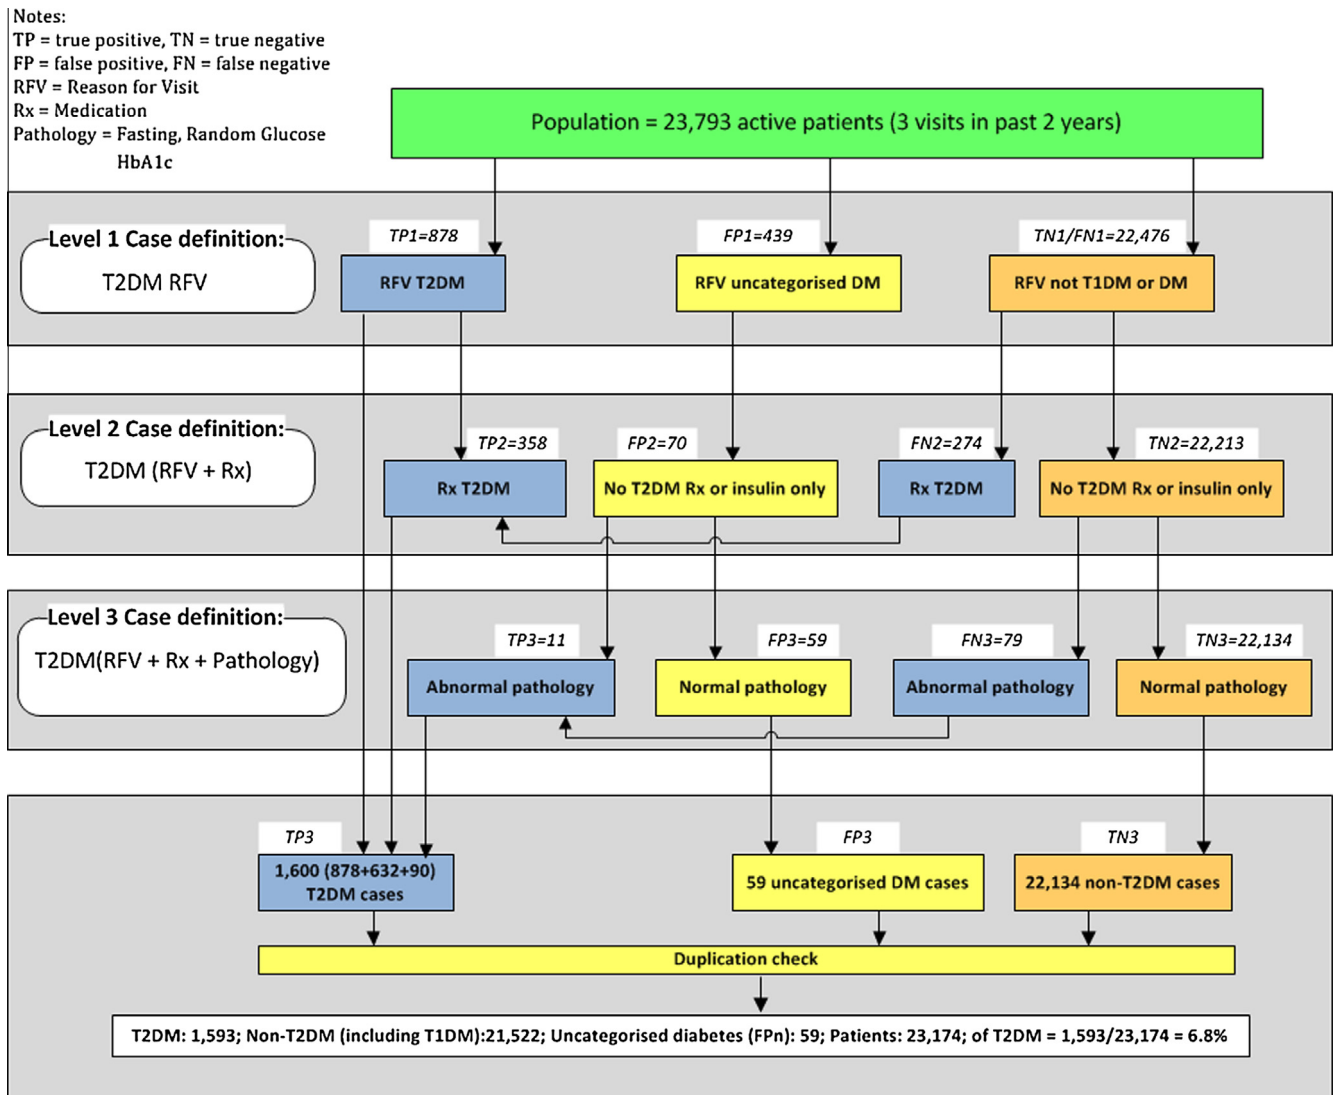 Notes:
TP = true positive, TN = true negative
FP = false positive, FN = false negative
RFV = Reason for Visit
Rx = Medication
Pathology = Fasting, Random Glucose
HbA1c
Population = 23,793 active patients (3 visits in past 2 years)
Level 1 Case definition:
T2DM RFV
TP1=878
RFV T2DM
FP1=439
RFV uncategorised DM
TN1/FN1=22,476
RFV not T1DM or DM
Level 2 Case definition:
T2DM (RFV + Rx)
TP2=358
Rx T2DM
FP2=70
No T2DM Rx or insulin only
FN2=274
Rx T2DM
TN2=22,213
No T2DM Rx or insulin only
Level 3 Case definition:
T2DM(RFV + Rx + Pathology)
TP3=11
Abnormal pathology
FP3=59
Normal pathology
FN3=79
Abnormal pathology
TN3=22,134
Normal pathology
TP3
1,600 (878+632+90)
T2DM cases
FP3
59 uncategorised DM cases
TN3
22,134 non-T2DM cases
Duplication check
T2DM: 1,593; Non-T2DM (including T1DM):21,522; Uncategorised diabetes (FPn): 59; Patients: 23,174; of T2DM = 1,593/23,174 = 6.8%